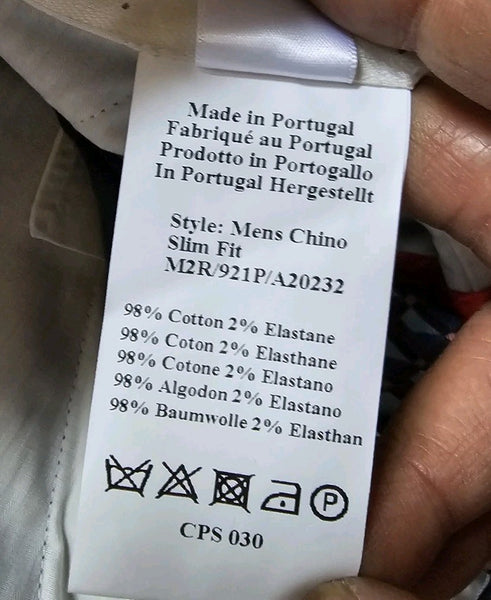 Made in Portugal
Fabriqué au Portugal
Prodotto in Portogallo
In Portugal Hergestellt
Style: Mens Chino
Slim Fit
M2R/921P/A20232
98% Cotton 2% Elastane
98% Coton 2% Elasthane
98% Cotone 2% Elastano
98% Algodon 2% Elastano
98% Baumwolle 2% Elasthan
P
CPS 030